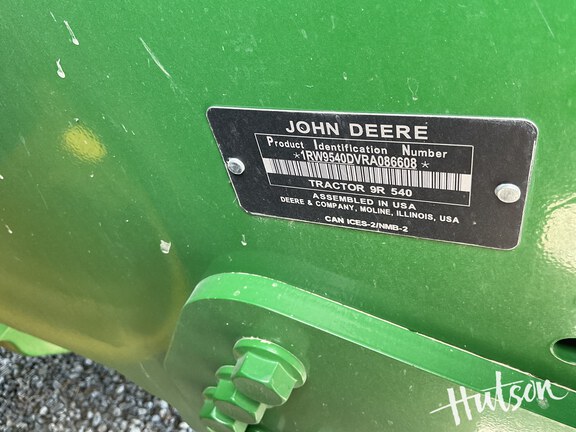 JOHN DEERE
Product Identification Number
*1RW9540DVRA086608*
TRACTOR 9R 540
ASSEMBLED IN USA
DEERE & COMPANY, MOLINE, ILLINOIS, USA
CAN ICES-2/NMB-2
Hutson